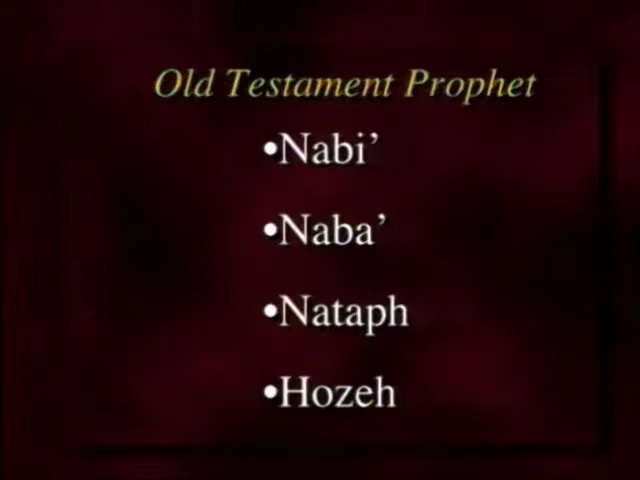 Old Testament Prophet
•Nabi’
•Naba’
•Nataph
•Hozeh